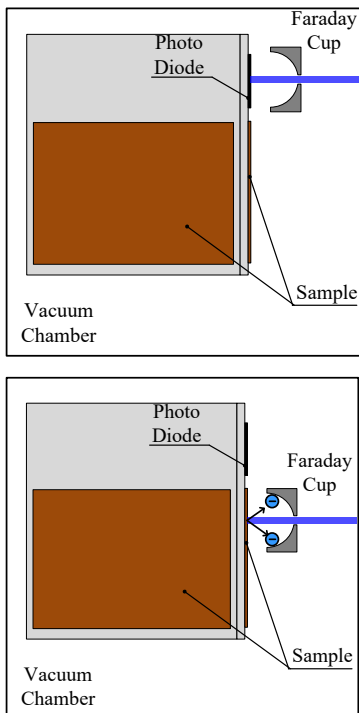 Faraday
Cup
Photo
Diode
Sample
Vacuum
Chamber
Photo
Diode
Faraday
Cup
Sample
Vacuum
Chamber